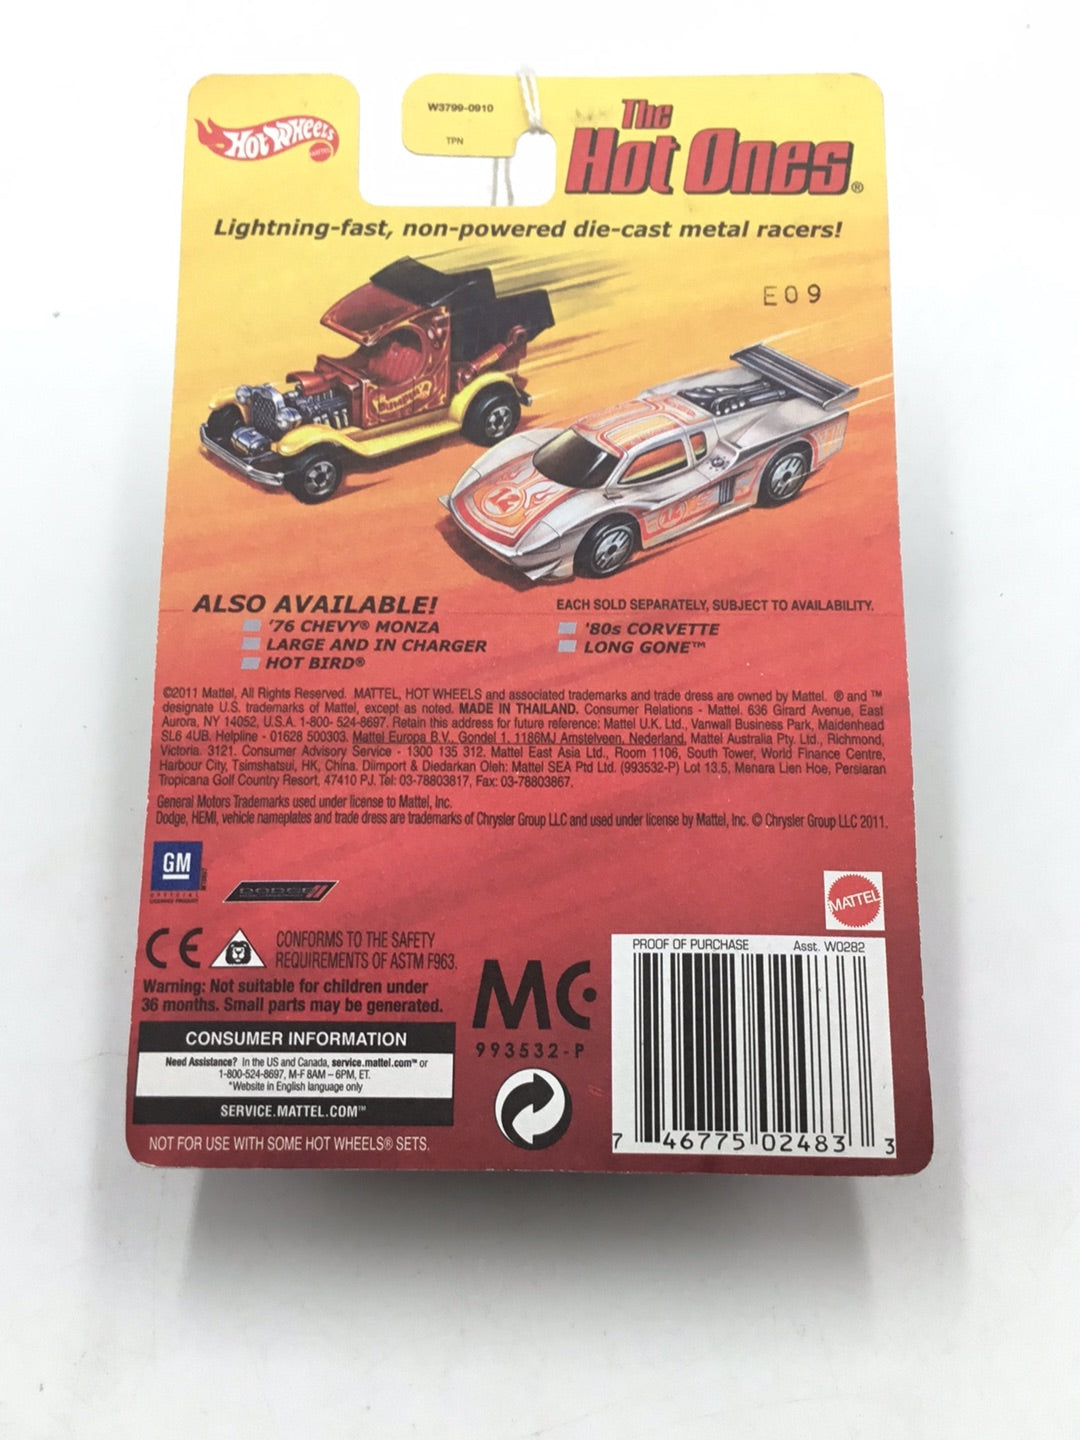 Hot Wheels
MATTEL
W3799-0910
TPN
The
Hot Ones®
Lightning-fast, non-powered die-cast metal racers!
E09
12
12
ALSO AVAILABLE!
EACH SOLD SEPARATELY, SUBJECT TO AVAILABILITY.
'76 CHEVY® MONZA
LARGE AND IN CHARGER
HOT BIRD®
'80s CORVETTE
LONG GONE™
©2011 Mattel, All Rights Reserved. MATTEL, HOT WHEELS and associated trademarks and trade dress are owned by Mattel. ® and ™
designate U.S. trademarks of Mattel, except as noted. MADE IN THAILAND. Consumer Relations - Mattel. 636 Girard Avenue, East
Aurora, NY 14052, U.S.A. 1-800- 524-8697. Retain this address for future reference: Mattel U.K. Ltd., Vanwall Business Park, Maidenhead
SL6 4UB. Helpline - 01628 500303. Mattel Europa B.V., Gondel 1, 1186MJ Amstelveen, Nederland. Mattel Australia Pty. Ltd., Richmond,
Victoria. 3121. Consumer Advisory Service - 1300 135 312. Mattel East Asia Ltd., Room 1106, South Tower, World Finance Centre,
Harbour City, Tsimshatsui, HK, China. Diimport & Diedarkan Oleh: Mattel SEA Ptd Ltd. (993532-P) Lot 13.5, Menara Lien Hoe, Persiaran
Tropicana Golf Country Resort, 47410 PJ. Tel: 03-78803817, Fax: 03-78803867.
General Motors Trademarks used under license to Mattel, Inc.
Dodge, HEMI, vehicle nameplates and trade dress are trademarks of Chrysler Group LLC and used under license by Mattel, Inc. © Chrysler Group LLC 2011.
GM
OFFICIAL
LICENSED PRODUCT
DODGE
MATTEL
CE
CONFORMS TO THE SAFETY
REQUIREMENTS OF ASTM F963.
Warning: Not suitable for children under
36 months. Small parts may be generated.
CONSUMER INFORMATION
Need Assistance? In the US and Canada, service.mattel.com™ or
1-800-524-8697, M-F 8AM – 6PM, ET.
*Website in English language only
SERVICE.MATTEL.COM™
NOT FOR USE WITH SOME HOT WHEELS® SETS.
MC
993532-P
PROOF OF PURCHASE
Asst. W0282
7 46775 02483 3